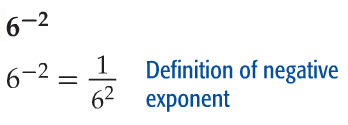 6⁻²
6⁻² = 1/6² Definition of negative
exponent